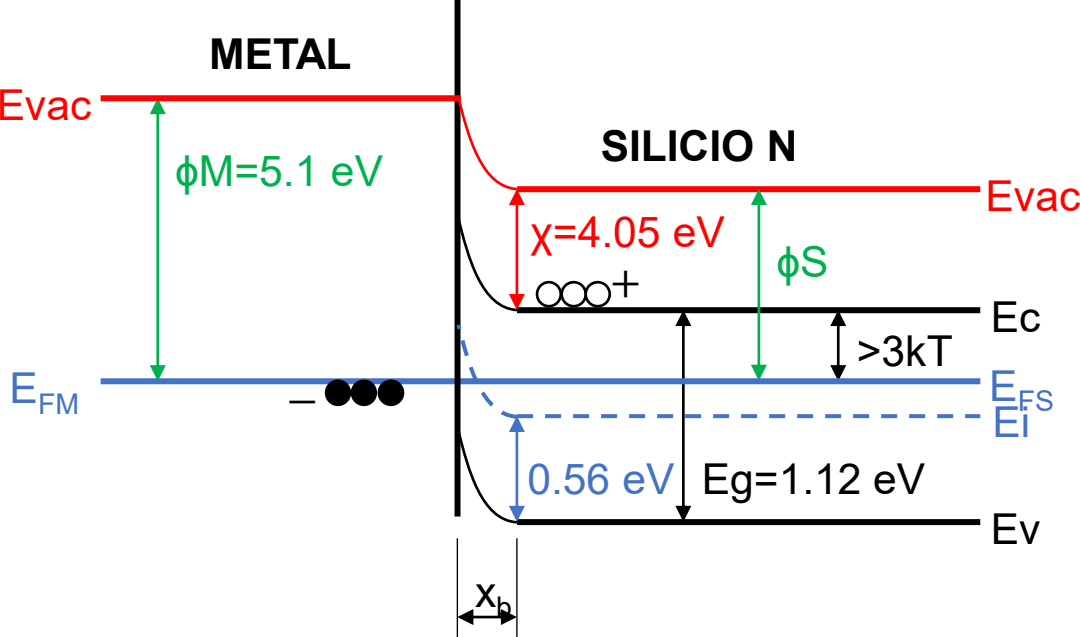 METAL
Evac
ϕM=5.1 eV
SILICIO N
Evac
χ=4.05 eV
ϕS
+
Ec
>3kT
EFM
–
EFS
Ei
0.56 eV
Eg=1.12 eV
Ev
xb